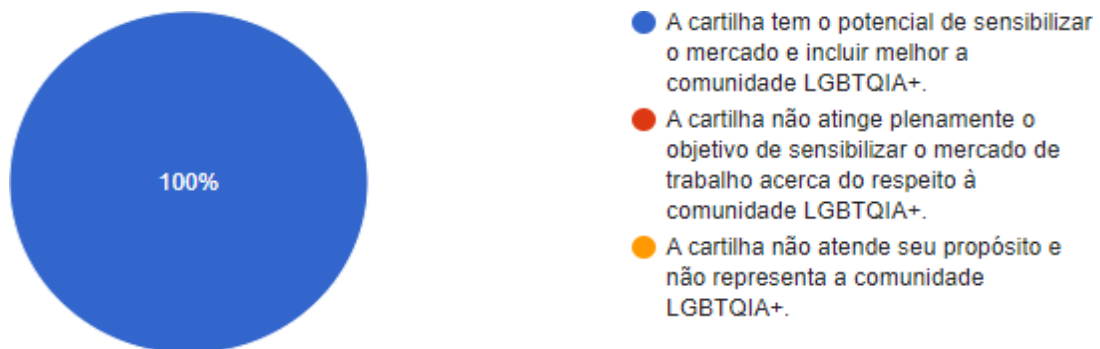 100%
A cartilha tem o potencial de sensibilizar
o mercado e incluir melhor a
comunidade LGBTQIA+.
A cartilha não atinge plenamente o
objetivo de sensibilizar o mercado de
trabalho acerca do respeito à
comunidade LGBTQIA+.
A cartilha não atende seu propósito e
não representa a comunidade
LGBTQIA+.